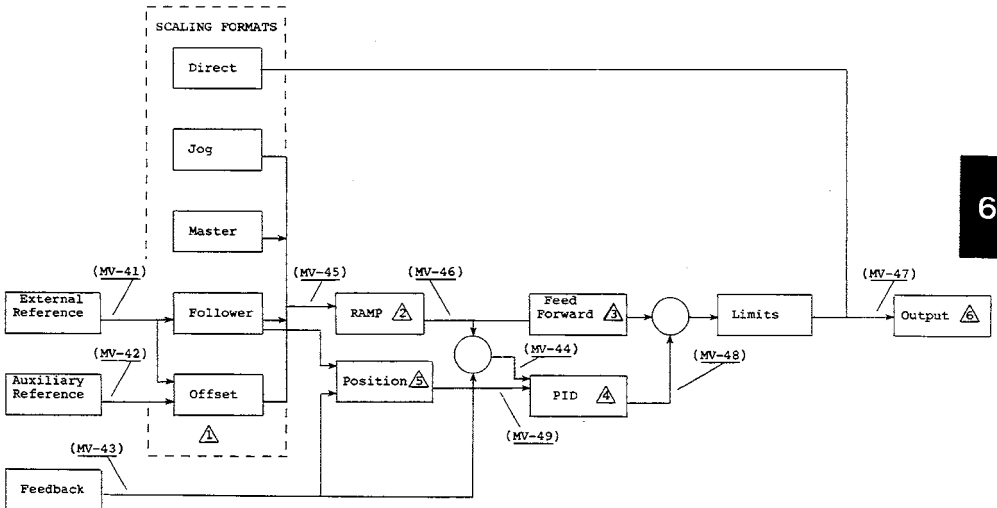 SCALING FORMATS
Direct
Jog
6
Master
(MV-41)
(MV-45)
(MV-46)
(MV-47)
External
Reference
Follower
RAMP 2
Feed
Forward 3
Limits
Output 6
(MV-42)
(MV-44)
(MV-48)
Auxiliary
Reference
Offset
Position 5
PID 4
1
(MV-49)
(MV-43)
Feedback